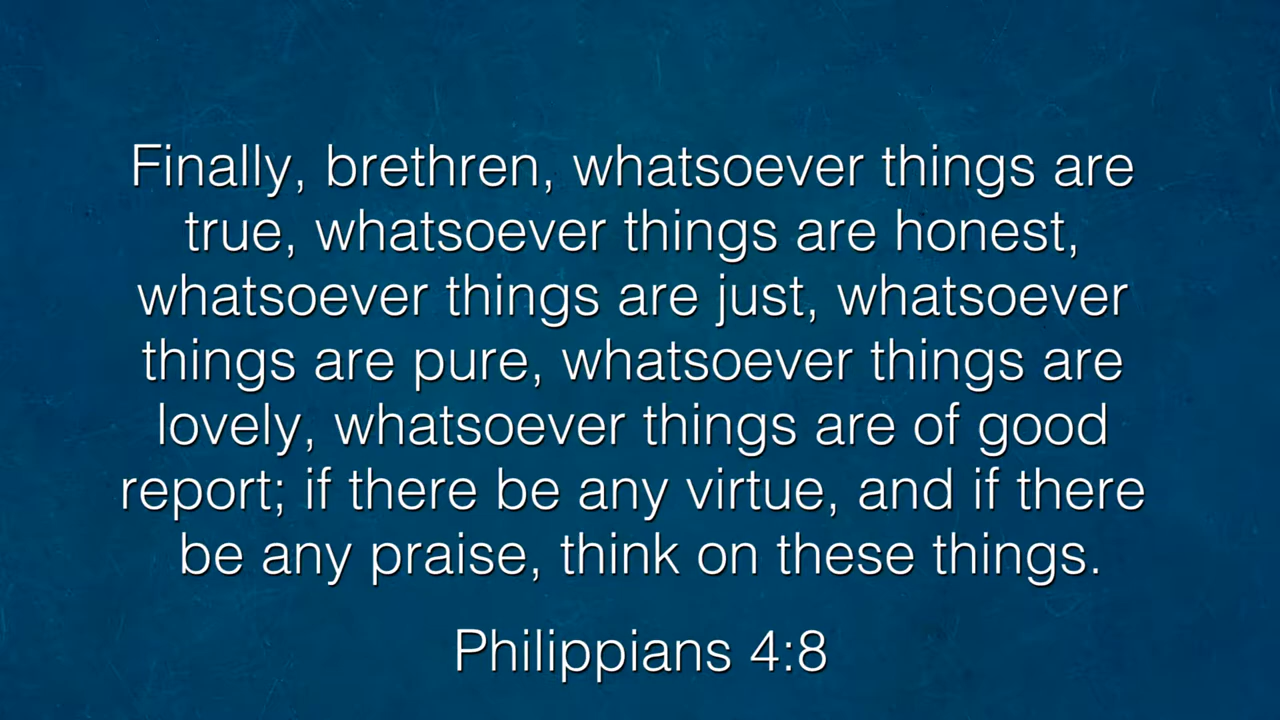 Finally, brethren, whatsoever things are
true, whatsoever things are honest,
whatsoever things are just, whatsoever
things are pure, whatsoever things are
lovely, whatsoever things are of good
report; if there be any virtue, and if there
be any praise, think on these things.
Philippians 4:8